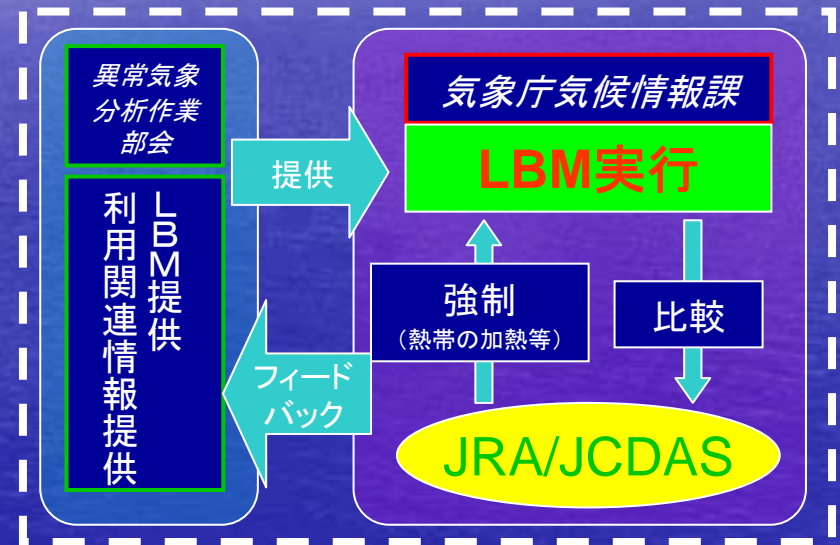 異常気象
分析作業
部会
ＬＢＭ提供
利用関連情報提供
提供
フィード
バック
気象庁気候情報課
LBM実行
強制
（熱帯の加熱等）
比較
JRA/JCDAS